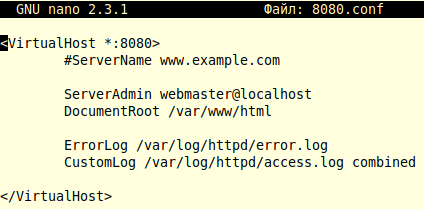 GNU nano 2.3.1 Файл: 8080.conf
<VirtualHost *:8080>
#ServerName www.example.com
ServerAdmin webmaster@localhost
DocumentRoot /var/www/html
ErrorLog /var/log/httpd/error.log
CustomLog /var/log/httpd/access.log combined
</VirtualHost>